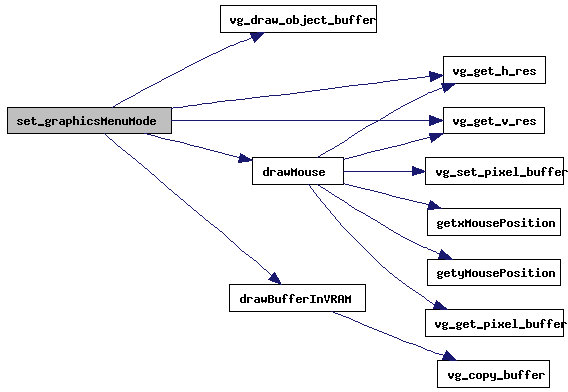 vg_draw_object_buffer
vg_get_h_res
set_graphicsMenuMode
vg_get_v_res
drawMouse
vg_set_pixel_buffer
getxMousePosition
getyMousePosition
drawBufferInVRAM
vg_get_pixel_buffer
vg_copy_buffer